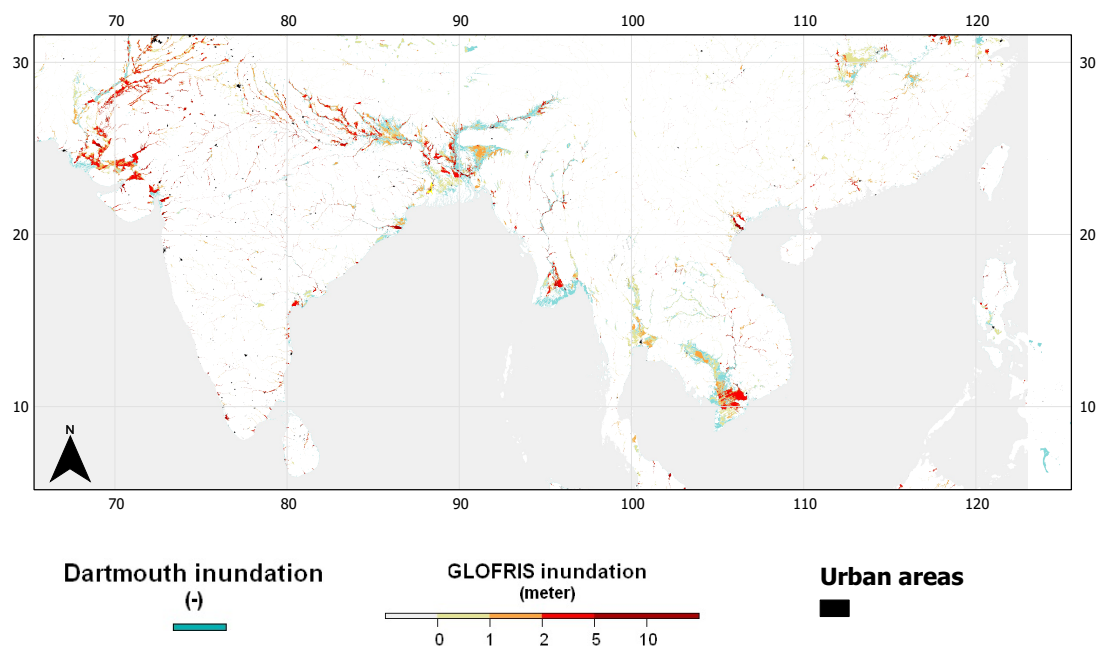 70 80 90 100 110 120
30 30
20 20
10 10
N
70 80 90 100 110 120
Dartmouth inundation
(-)
GLOFRIS inundation
(meter)
0 1 2 5 10
Urban areas